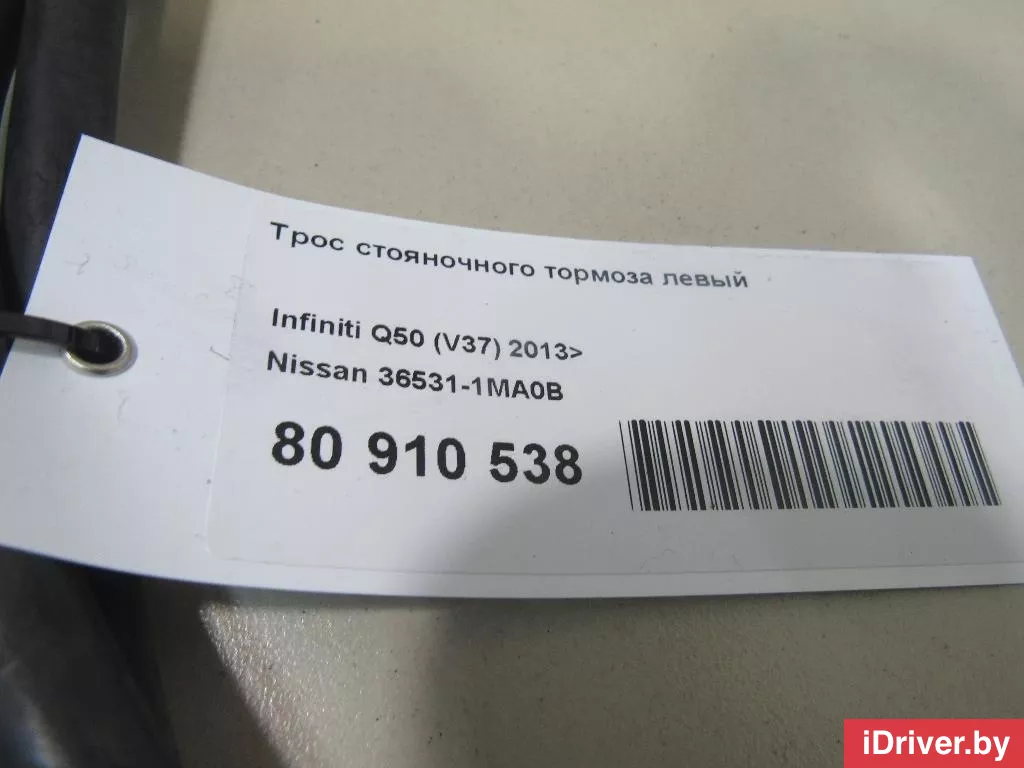 Трос стояночного тормоза левый
Infiniti Q50 (V37) 2013>
Nissan 36531-1MA0B
80 910 538
iDriver.by